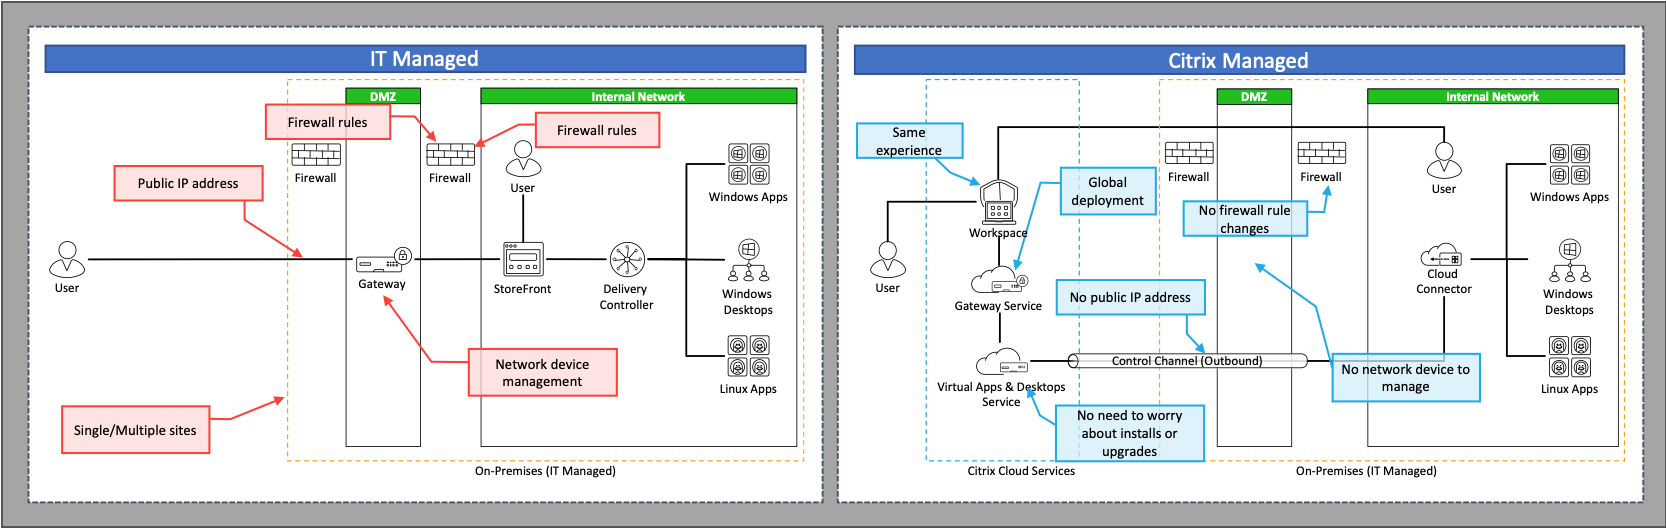 IT Managed
DMZ
Internal Network
Firewall rules
Firewall rules
Firewall
Firewall
User
Public IP address
Windows Apps
User
Gateway
StoreFront
Delivery
Controller
Windows
Desktops
Network device
management
Linux Apps
Single/Multiple sites
On-Premises (IT Managed)
Citrix Managed
DMZ
Internal Network
Same
experience
Firewall
Firewall
User
Global
deployment
Windows Apps
No firewall rule
changes
Workspace
User
Gateway Service
No public IP address
Cloud
Connector
Windows
Desktops
Control Channel (Outbound)
Virtual Apps & Desktops
Service
No network device to
manage
Linux Apps
No need to worry
about installs or
upgrades
Citrix Cloud Services
On-Premises (IT Managed)